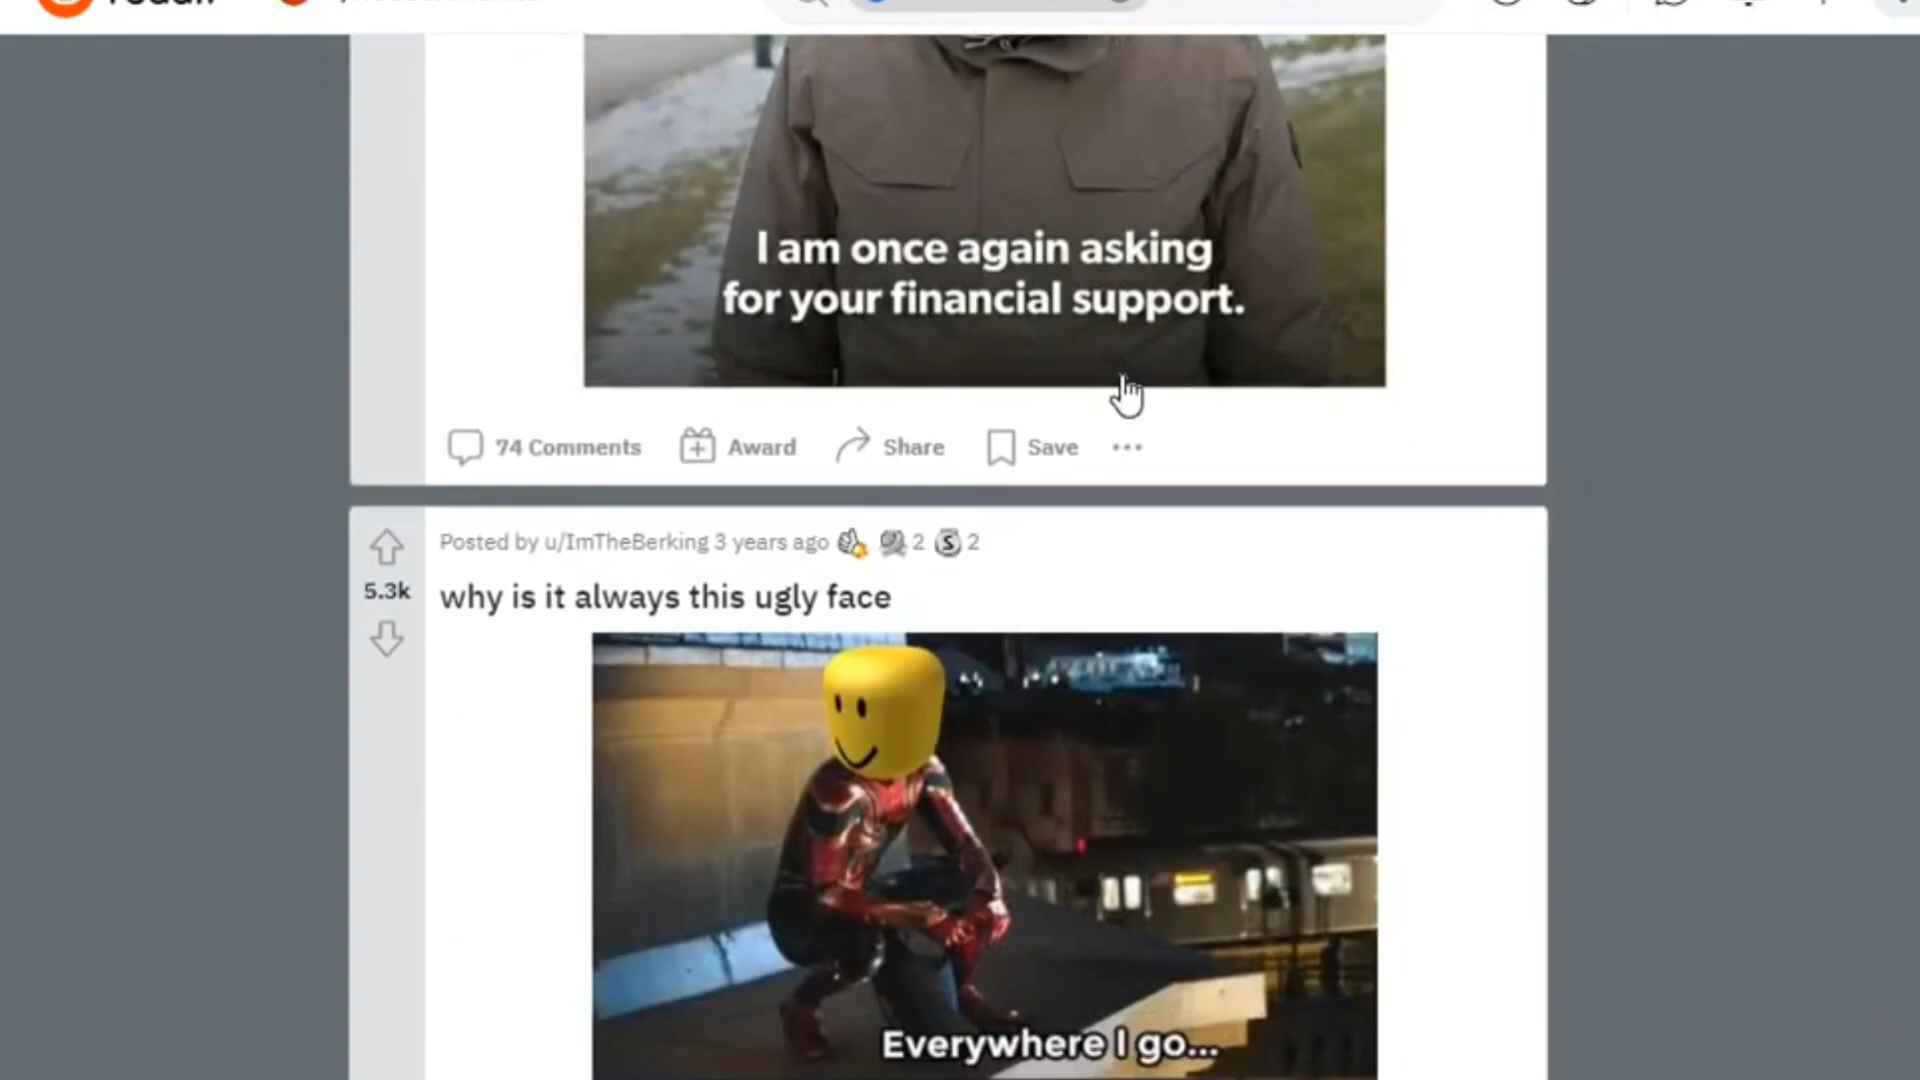 I am once again asking
for your financial support.
74 Comments
Award
Share
Save
Posted by u/ImTheBerking 3 years ago 2 2
5.3k
why is it always this ugly face
Everywhere I go...